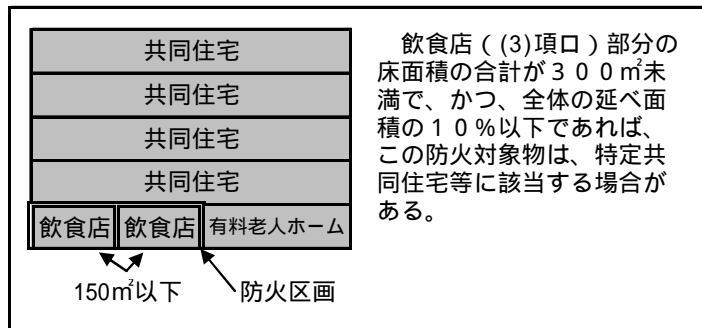 共同住宅
共同住宅
共同住宅
共同住宅
飲食店 飲食店 有料老人ホーム
150㎡以下 防火区画
飲食店（(3)項ロ）部分の
床面積の合計が３００㎡未
満で、かつ、全体の延べ面
積の１０％以下であれば、
この防火対象物は、特定共
同住宅等に該当する場合が
ある。